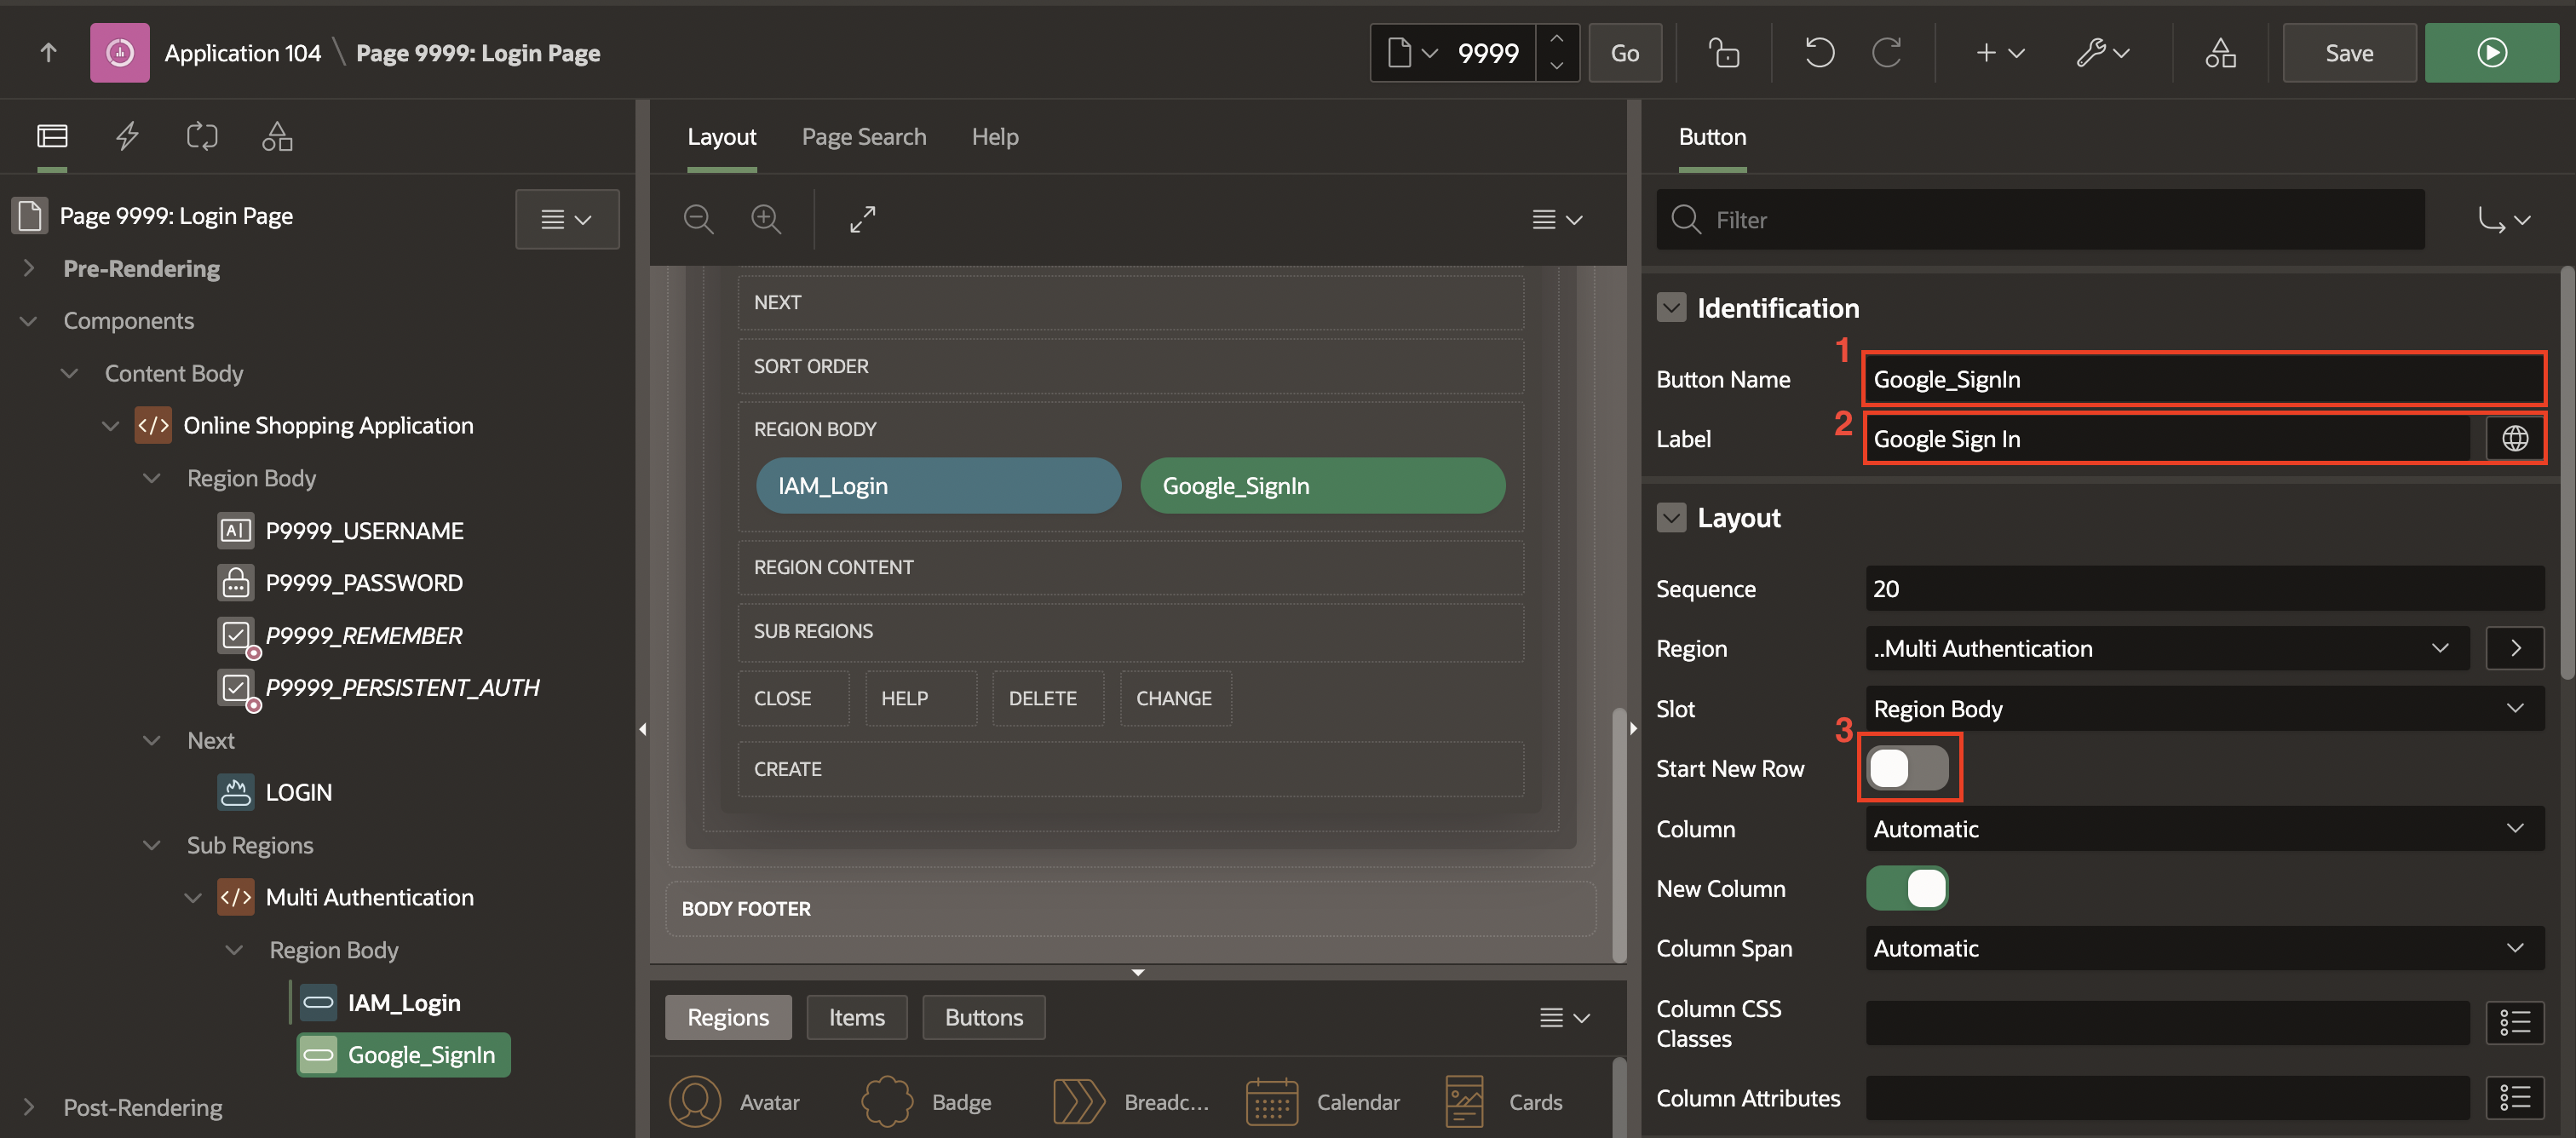 Application 104 \ Page 9999: Login Page
9999
Go
Save
Page 9999: Login Page
Pre-Rendering
Components
Content Body
</> Online Shopping Application
Region Body
A| P9999_USERNAME
P9999_PASSWORD
P9999_REMEMBER
P9999_PERSISTENT_AUTH
Next
LOGIN
Sub Regions
</> Multi Authentication
Region Body
IAM_Login
Google_SignIn
Post-Rendering
Layout Page Search Help
NEXT
SORT ORDER
REGION BODY
IAM_Login Google_SignIn
REGION CONTENT
SUB REGIONS
CLOSE HELP DELETE CHANGE
CREATE
BODY FOOTER
Regions Items Buttons
Avatar Badge Breadc... Calendar Cards
Button
Filter
Identification
1
Button Name Google_SignIn
2
Label Google Sign In
Layout
Sequence 20
Region ..Multi Authentication
Slot Region Body
3
Start New Row
Column Automatic
New Column
Column Span Automatic
Column CSS
Classes
Column Attributes